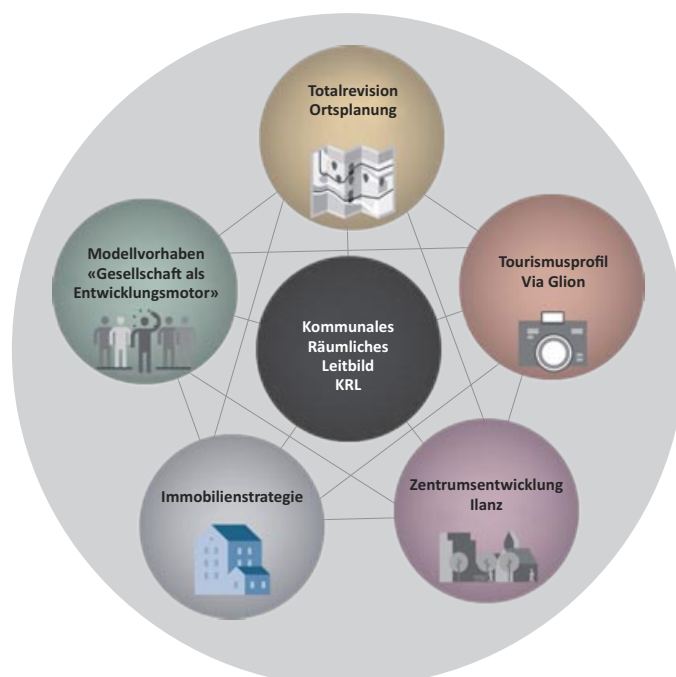 Totalrevision
Ortsplanung
Modellvorhaben
«Gesellschaft als
Entwicklungsmotor»
Tourismusprofil
Via Glion
Kommunales
Räumliches
Leitbild
KRL
Immobilienstrategie
Zentrumsentwicklung
Ilanz